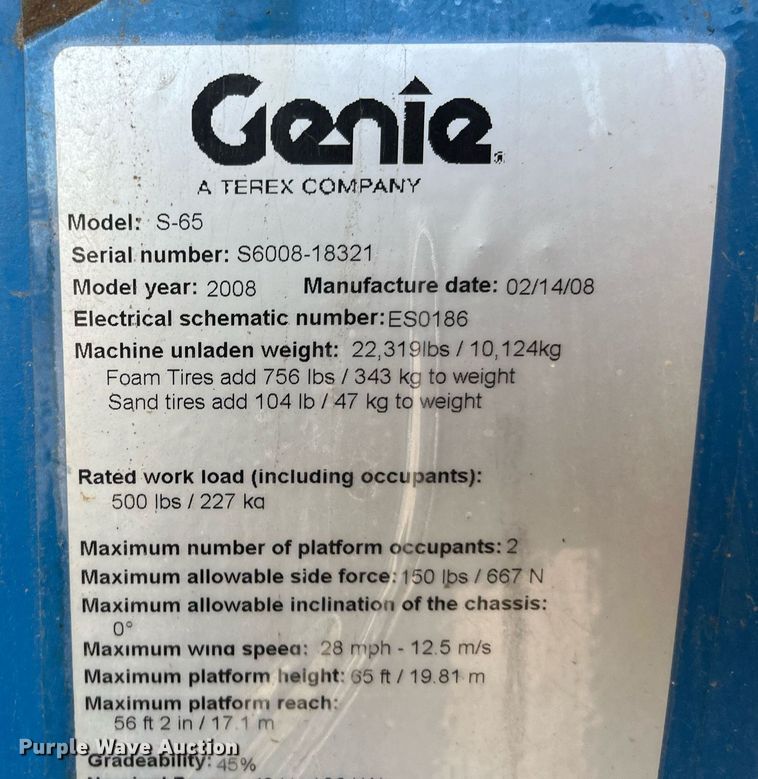 Genie
A TEREX COMPANY
Model: S-65
Serial number: S6008-18321
Model year: 2008 Manufacture date: 02/14/08
Electrical schematic number: ES0186
Machine unladen weight: 22,319lbs / 10,124kg
Foam Tires add 756 lbs / 343 kg to weight
Sand tires add 104 lb / 47 kg to weight
Rated work load (including occupants):
500 lbs / 227 kg
Maximum number of platform occupants: 2
Maximum allowable side force: 150 lbs / 667 N
Maximum allowable inclination of the chassis:
0°
Maximum wind speed: 28 mph - 12.5 m/s
Maximum platform height: 65 ft / 19.81 m
Maximum platform reach:
56 ft 2 in / 17.1 m
Purple Wave Auction
Gradeability: 45%